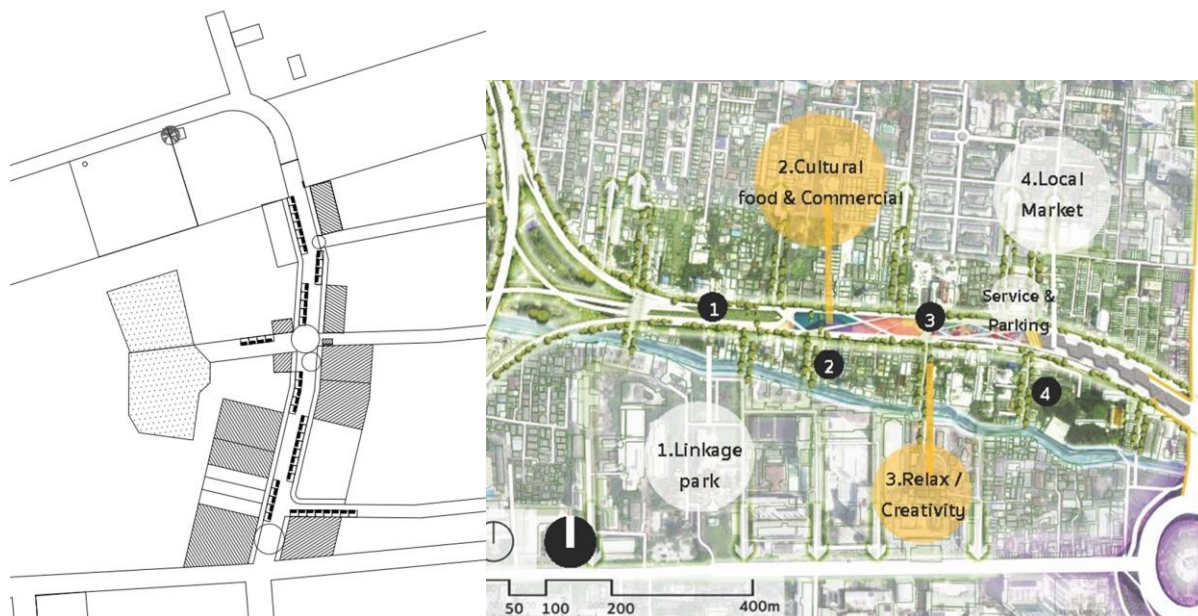 2.Cultural
food & Commercial
4.Local
Market
Service &
Parking
1
3
2
4
1.Linkage
park
3.Relax /
Creativity
50 100 200 400m